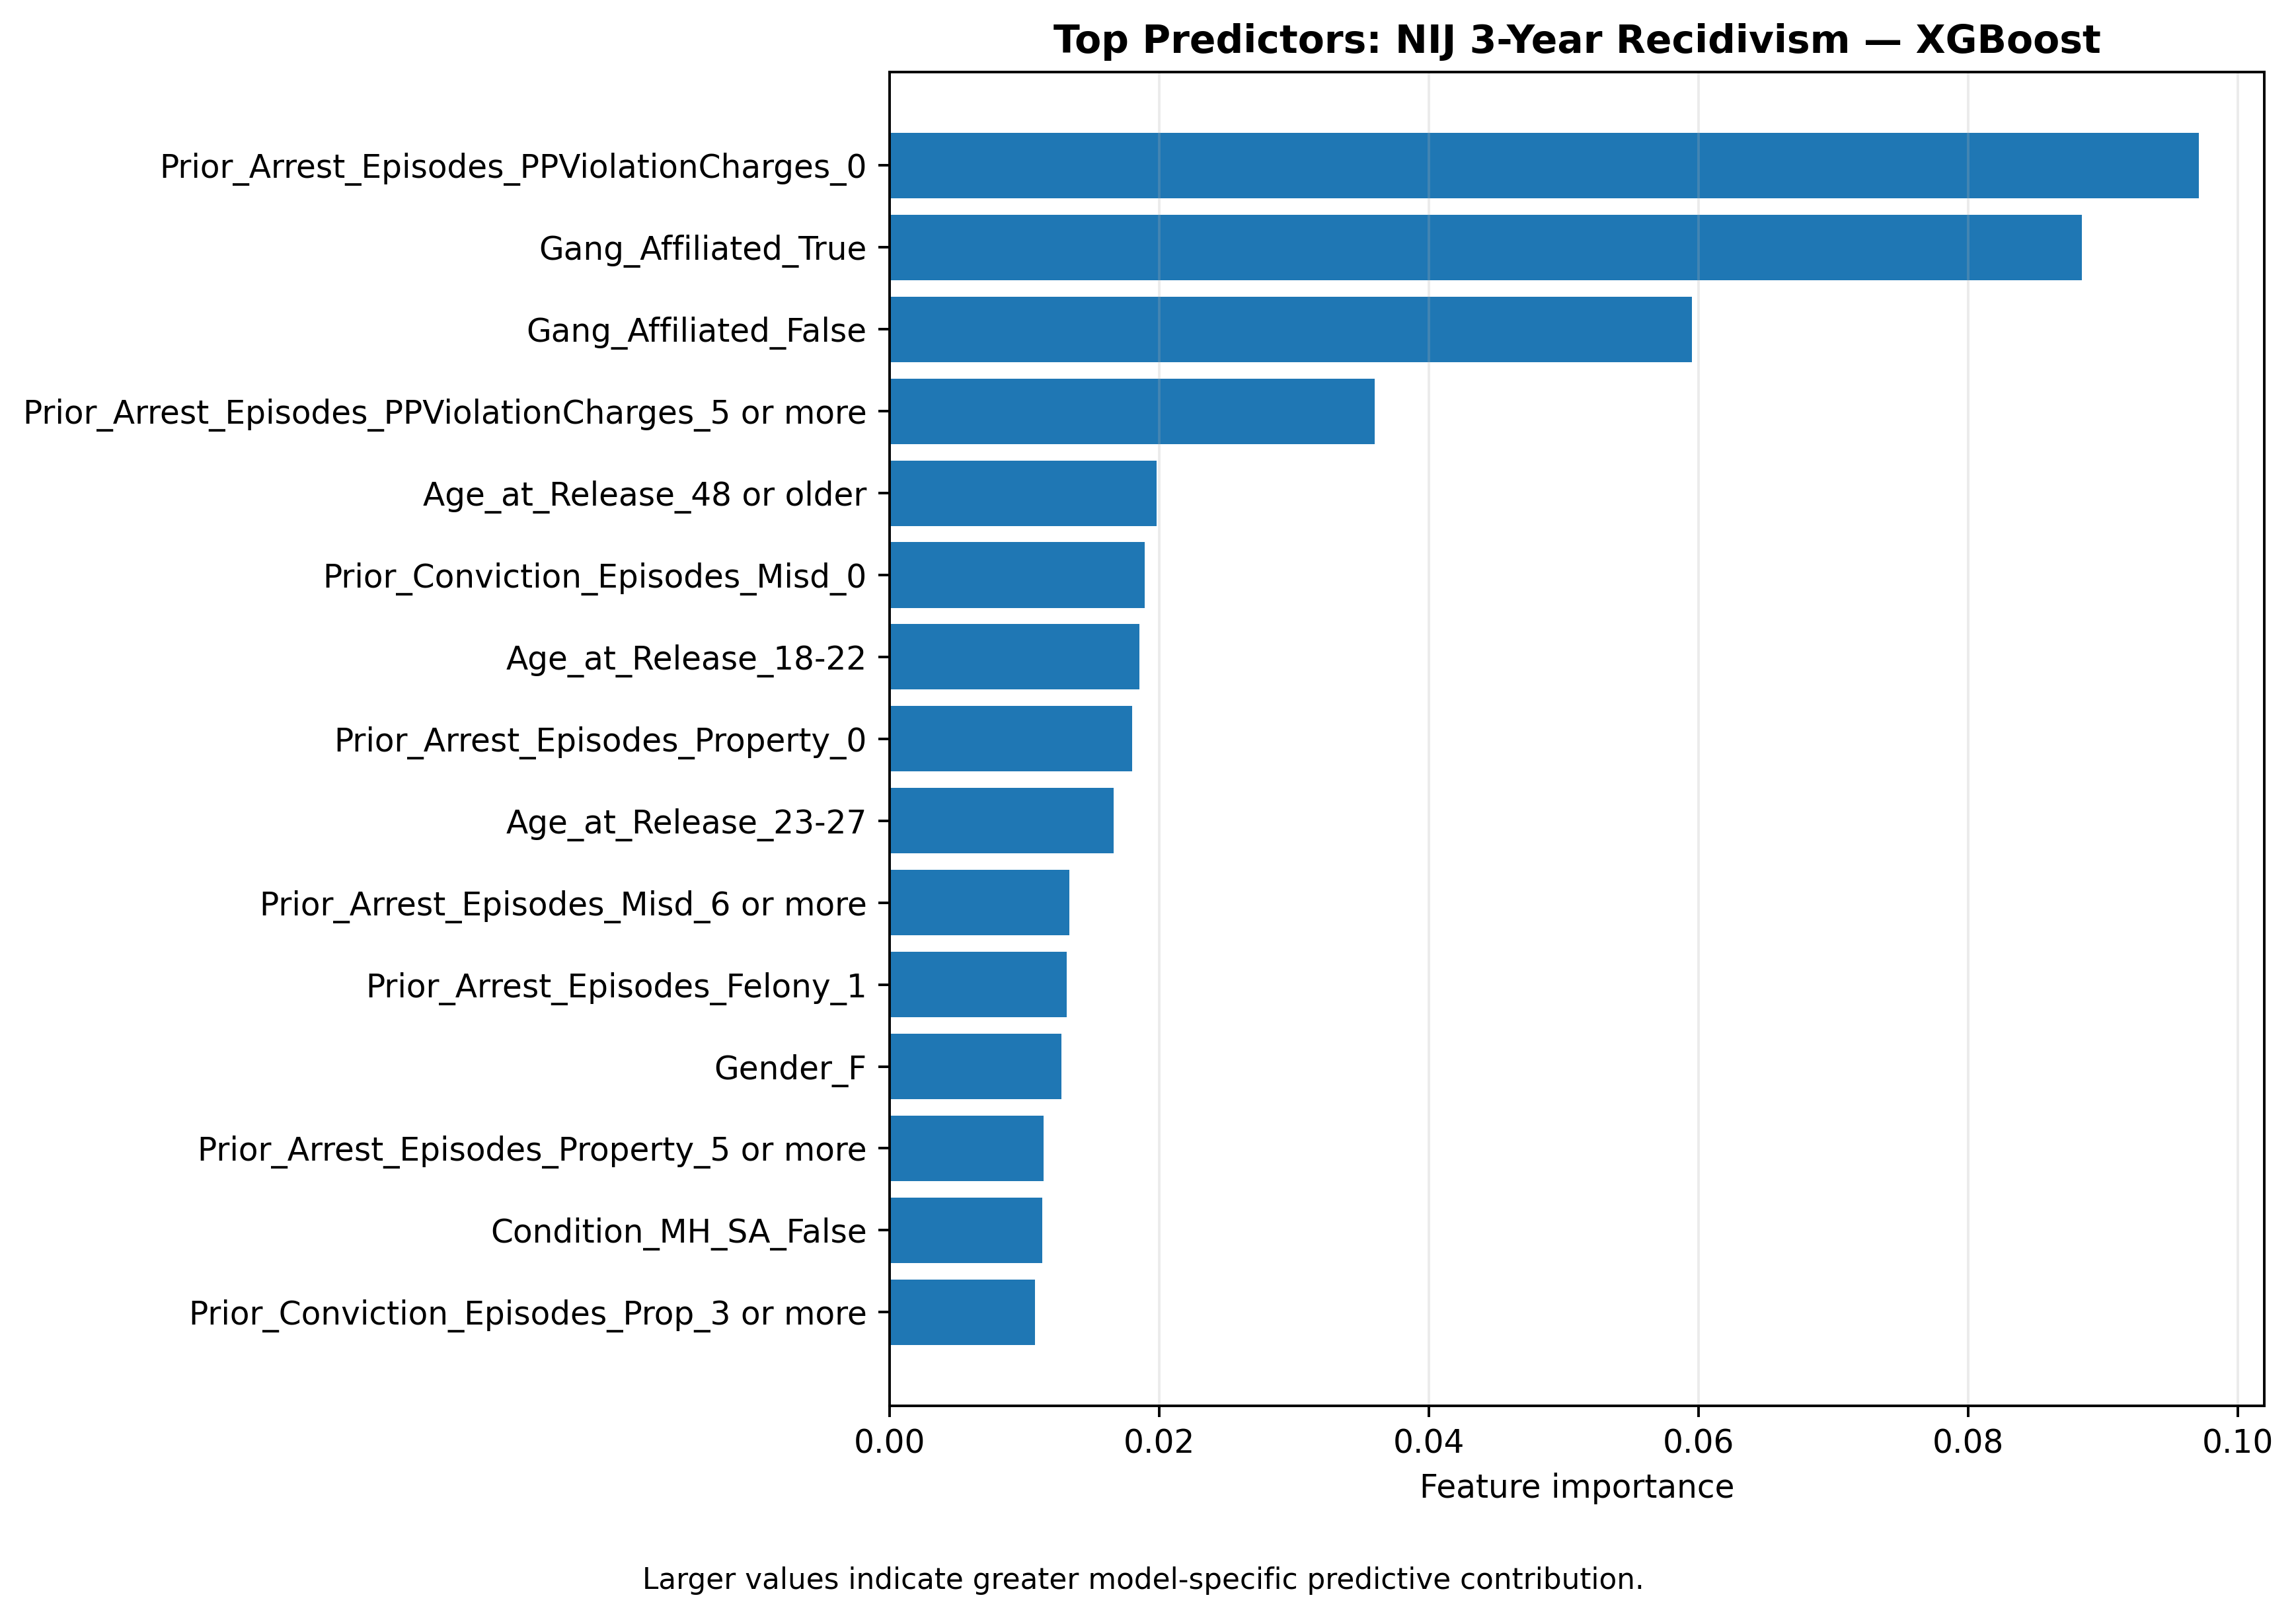 Top Predictors: NIJ 3-Year Recidivism — XGBoost
Prior_Arrest_Episodes_PPViolationCharges_0
Gang_Affiliated_True
Gang_Affiliated_False
Prior_Arrest_Episodes_PPViolationCharges_5 or more
Age_at_Release_48 or older
Prior_Conviction_Episodes_Misd_0
Age_at_Release_18-22
Prior_Arrest_Episodes_Property_0
Age_at_Release_23-27
Prior_Arrest_Episodes_Misd_6 or more
Prior_Arrest_Episodes_Felony_1
Gender_F
Prior_Arrest_Episodes_Property_5 or more
Condition_MH_SA_False
Prior_Conviction_Episodes_Prop_3 or more
0.00 0.02 0.04 0.06 0.08 0.10
Feature importance
Larger values indicate greater model-specific predictive contribution.